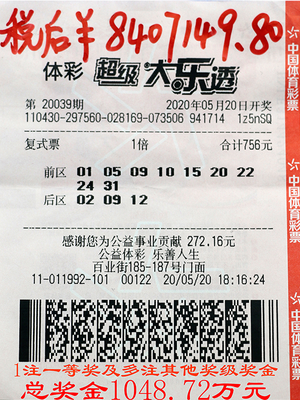 税后¥8407149.80
体彩 超级大乐透
第 20039期 2020年05月20日开奖
110430-297560-028169-073506 941714 1z5nSQ
复式票 1倍 合计756元
前区 01 05 09 10 15 20 22
24 31
后区 02 09 12
感谢您为公益事业贡献 272.16元
公益体彩 乐善人生
百业街185-187号门面
11-011992-101 00122 20/05/20 18:16:24
1注一等奖及多注其他奖级奖金
总奖金1048.72万元
中国体育彩票
中国体育彩票
中国体育彩票